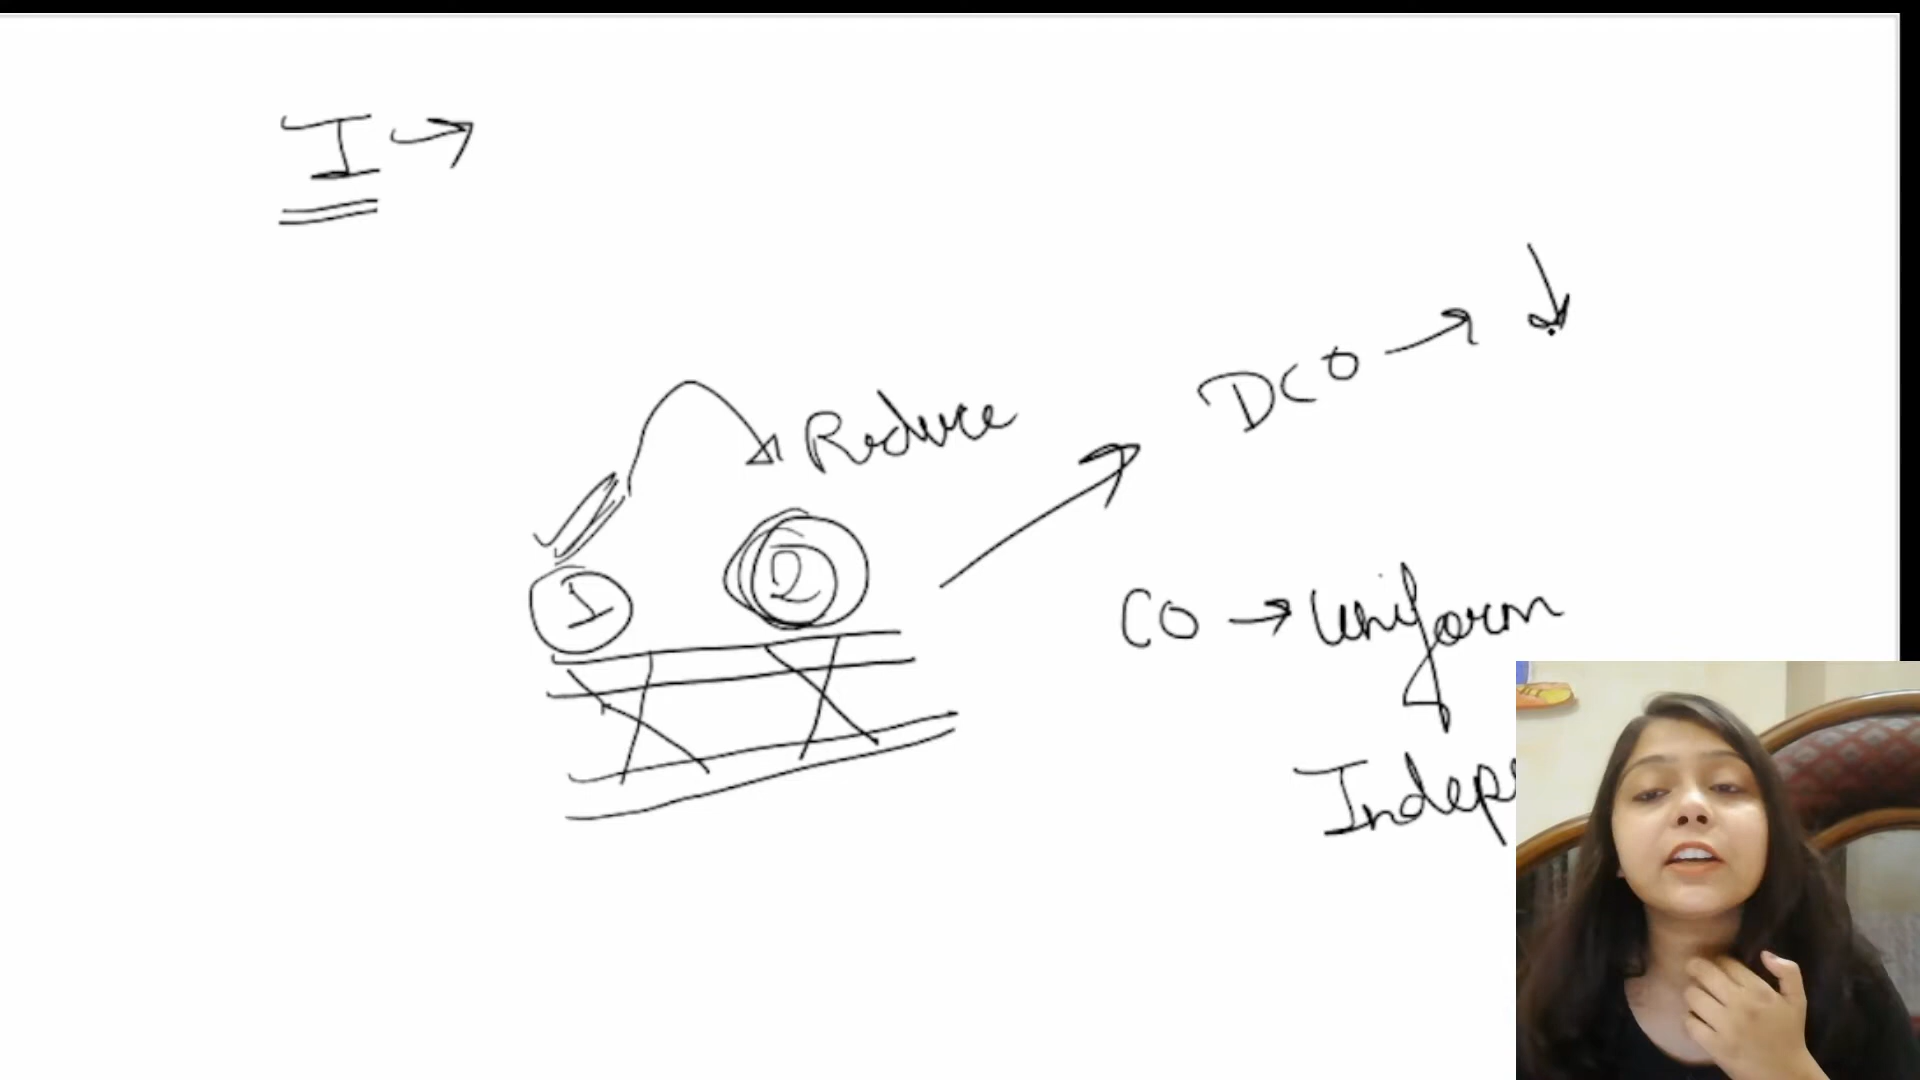 I →
DCO → ↓
Reduce
1 2
CO → Uniform
Indep